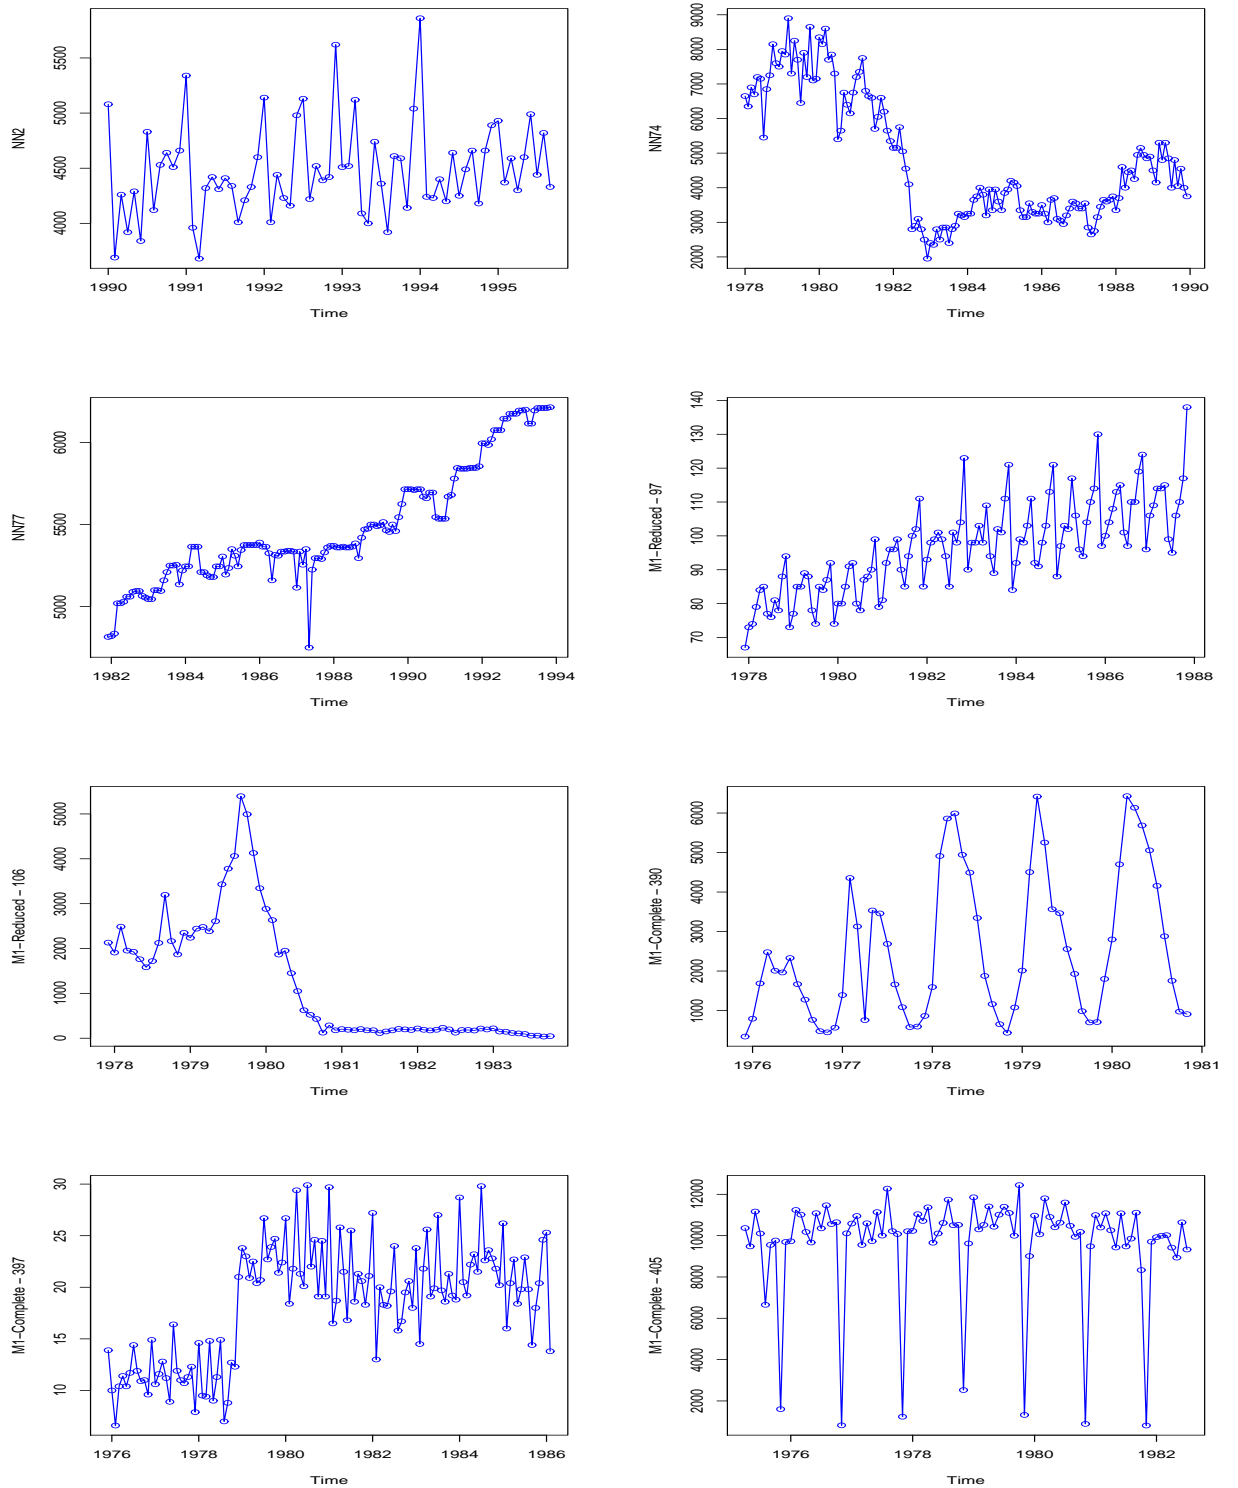 NN2
5500
5000
4500
4000
1990 1991 1992 1993 1994 1995
Time
NN74
9000
8000
7000
6000
5000
4000
3000
2000
1978 1980 1982 1984 1986 1988 1990
Time
NN77
6000
5500
5000
1982 1984 1986 1988 1990 1992 1994
Time
M1−Reduced − 97
140
130
120
110
100
90
80
70
1978 1980 1982 1984 1986 1988
Time
M1−Reduced − 106
5000
4000
3000
2000
1000
0
1978 1979 1980 1981 1982 1983
Time
M1−Complete − 390
6000
5000
4000
3000
2000
1000
1976 1977 1978 1979 1980 1981
Time
M1−Complete − 397
30
25
20
15
10
1976 1978 1980 1982 1984 1986
Time
M1−Complete − 405
12000
10000
8000
6000
4000
2000
1976 1978 1980 1982
Time